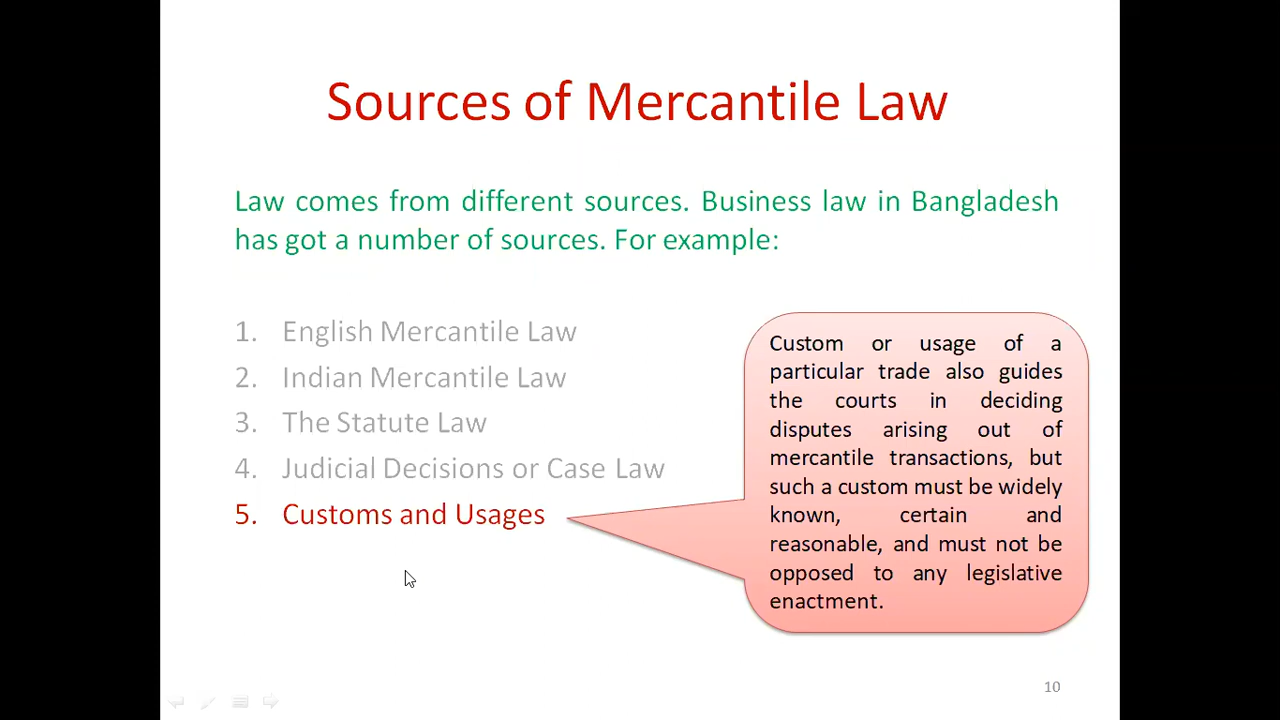 Sources of Mercantile Law
Law comes from different sources. Business law in Bangladesh
has got a number of sources. For example:
1. English Mercantile Law
2. Indian Mercantile Law
3. The Statute Law
4. Judicial Decisions or Case Law
5. Customs and Usages
Custom or usage of a
particular trade also guides
the courts in deciding
disputes arising out of
mercantile transactions, but
such a custom must be widely
known, certain and
reasonable, and must not be
opposed to any legislative
enactment.
10